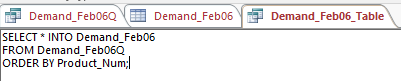 Demand_Feb06Q Demand_Feb06 Demand_Feb06_Table
SELECT * INTO Demand_Feb06
FROM Demand_Feb06Q
ORDER BY Product_Num;